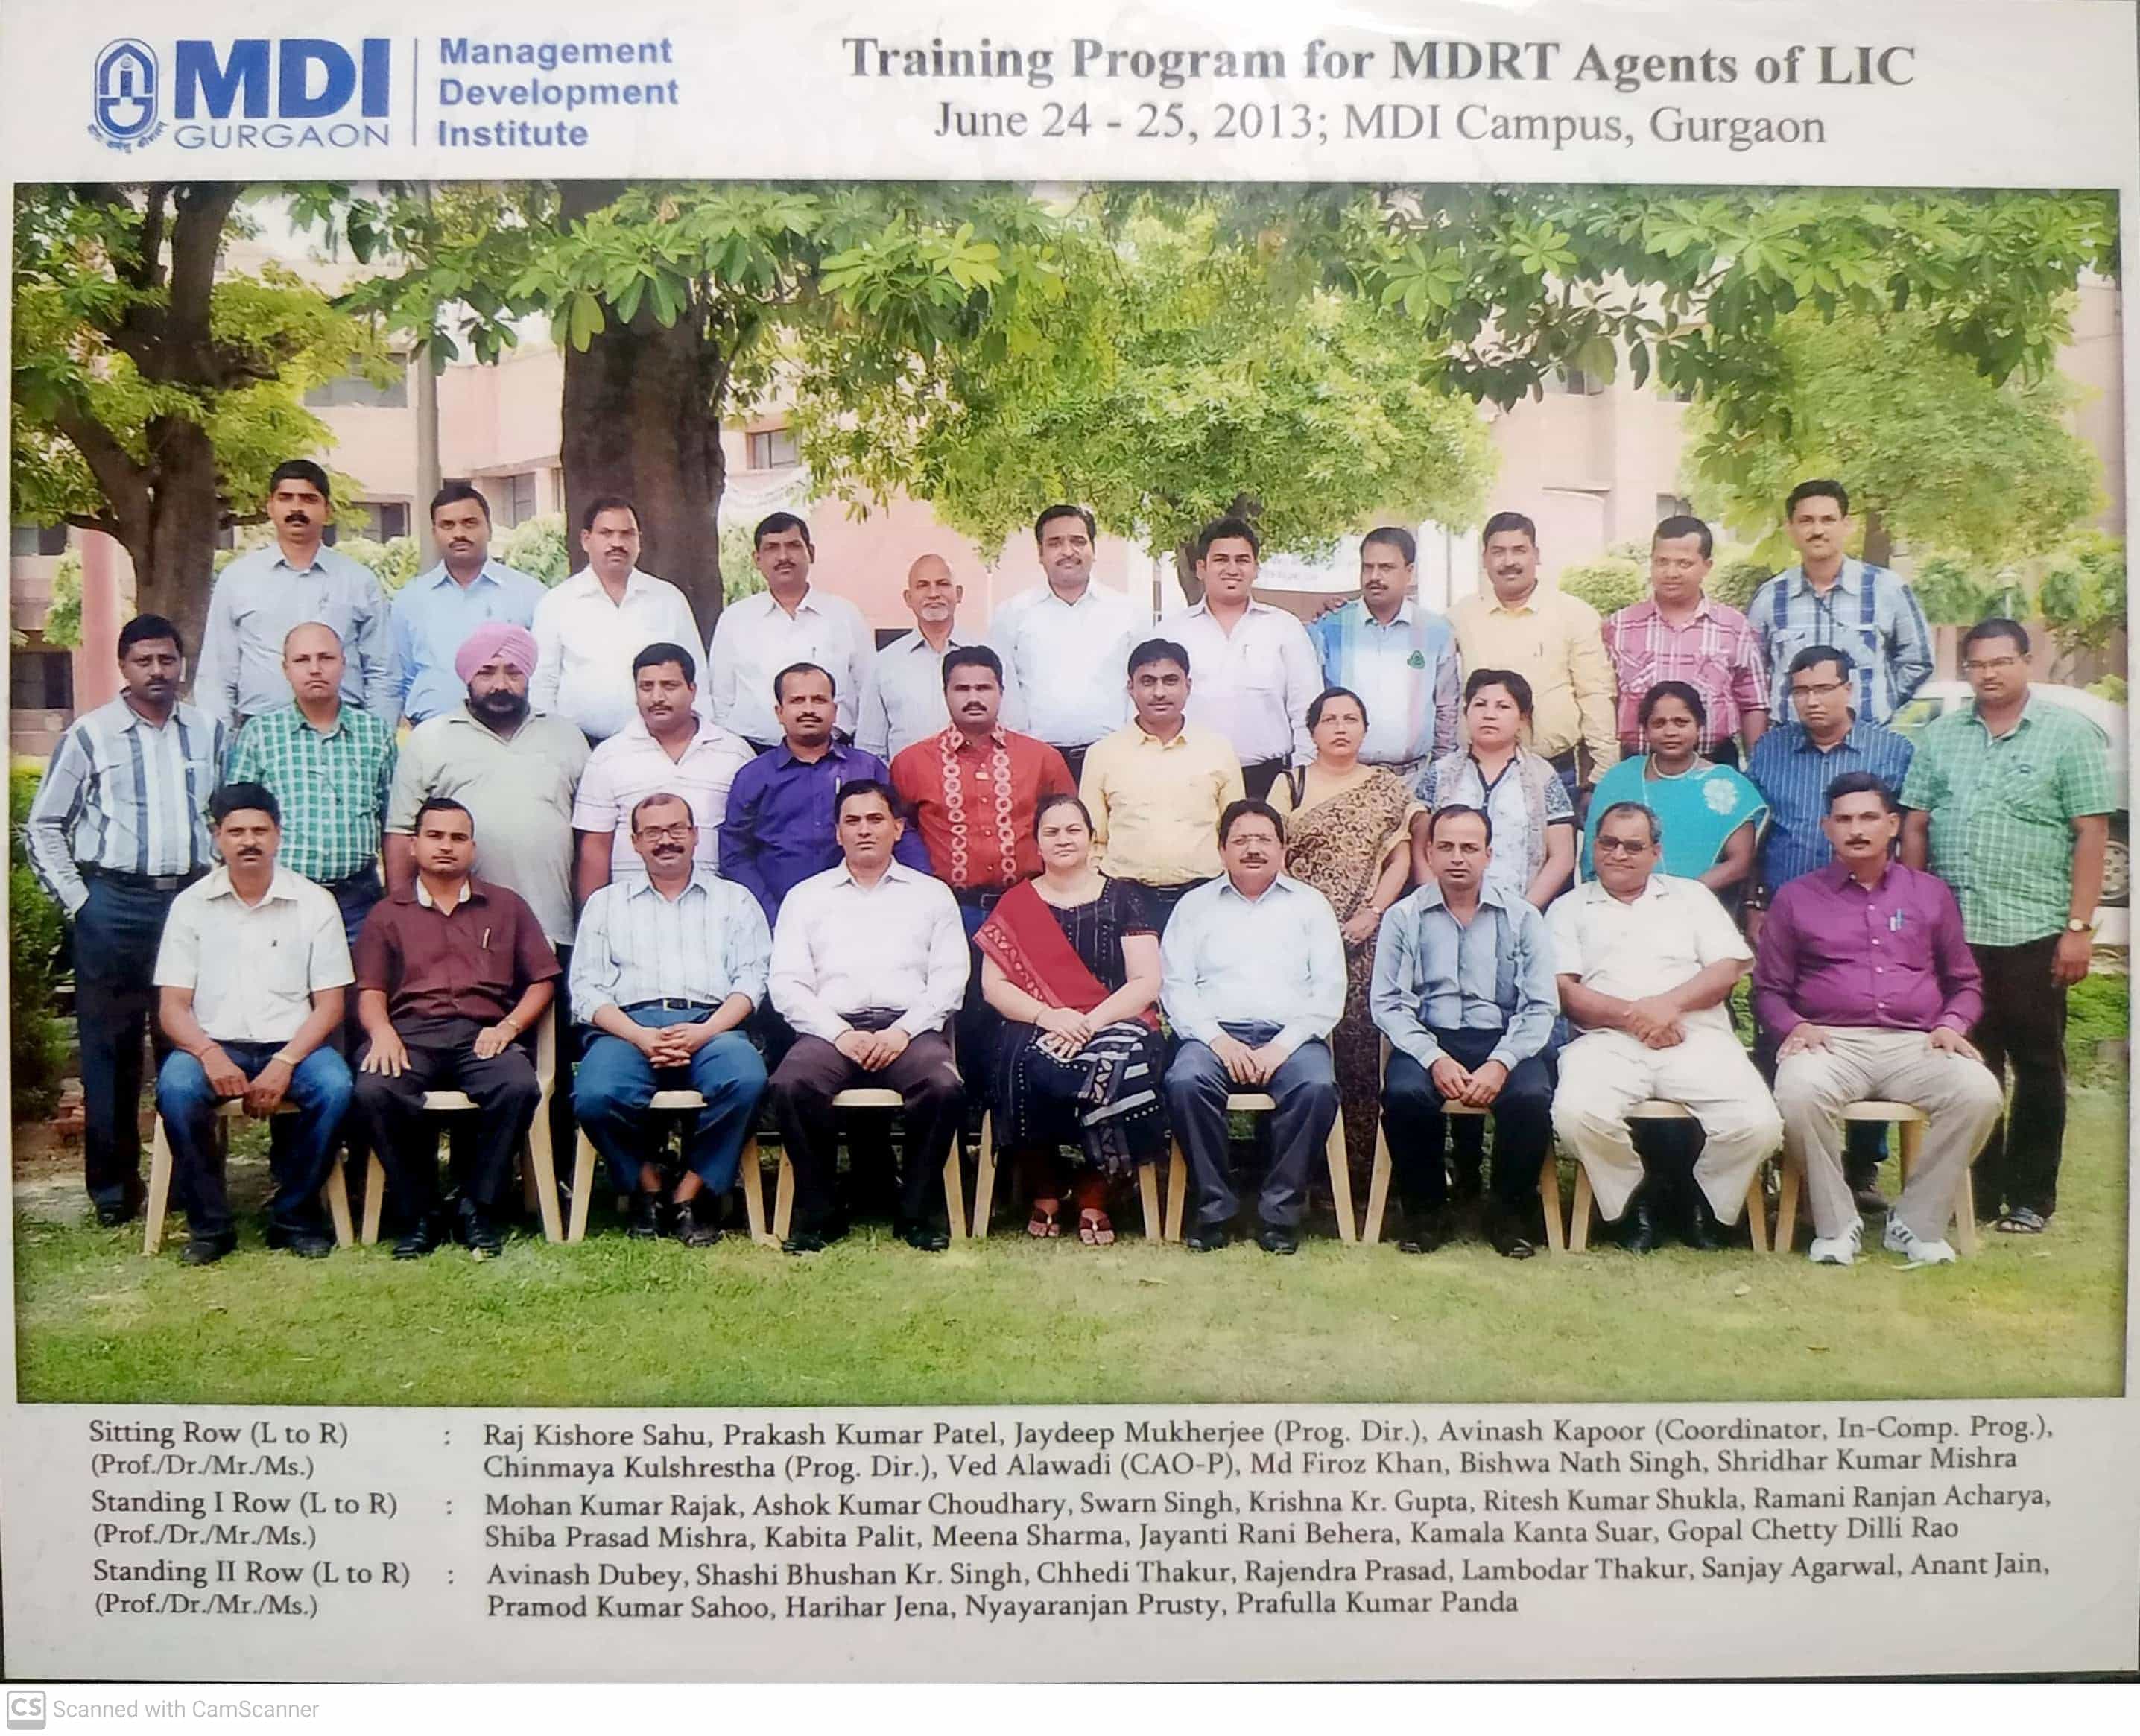 MDI
GURGAON
Management
Development
Institute
Training Program for MDRT Agents of LIC
June 24 - 25, 2013; MDI Campus, Gurgaon
Sitting Row (L to R) : Raj Kishore Sahu, Prakash Kumar Patel, Jaydeep Mukherjee (Prog. Dir.), Avinash Kapoor (Coordinator, In-Comp. Prog.),
(Prof./Dr./Mr./Ms.) Chinmaya Kulshrestha (Prog. Dir.), Ved Alawadi (CAO-P), Md Firoz Khan, Bishwa Nath Singh, Shridhar Kumar Mishra
Standing I Row (L to R) : Mohan Kumar Rajak, Ashok Kumar Choudhary, Swarn Singh, Krishna Kr. Gupta, Ritesh Kumar Shukla, Ramani Ranjan Acharya,
(Prof./Dr./Mr./Ms.) Shiba Prasad Mishra, Kabita Palit, Meena Sharma, Jayanti Rani Behera, Kamala Kanta Suar, Gopal Chetty Dilli Rao
Standing II Row (L to R) : Avinash Dubey, Shashi Bhushan Kr. Singh, Chhedi Thakur, Rajendra Prasad, Lambodar Thakur, Sanjay Agarwal, Anant Jain,
(Prof./Dr./Mr./Ms.) Pramod Kumar Sahoo, Harihar Jena, Nyayaranjan Prusty, Prafulla Kumar Panda
CS Scanned with CamScanner